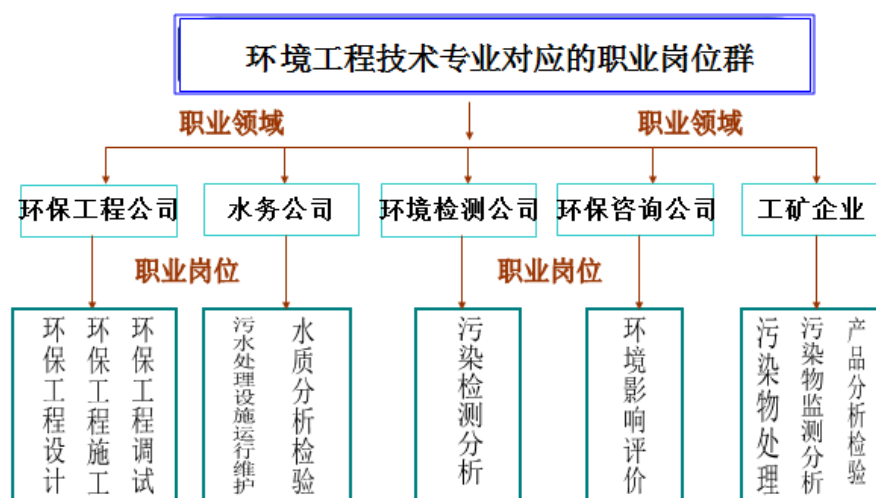 环境工程技术专业对应的职业岗位群
职业领域
职业领域
环保工程公司
水务公司
环境检测公司
环保咨询公司
工矿企业
职业岗位
职业岗位
环保工程设计
环保工程施工
环保工程调试
污水处理设施运行维护
水质分析检验
污染检测分析
环境影响评价
污染物处理
污染物监测分析
产品分析检验